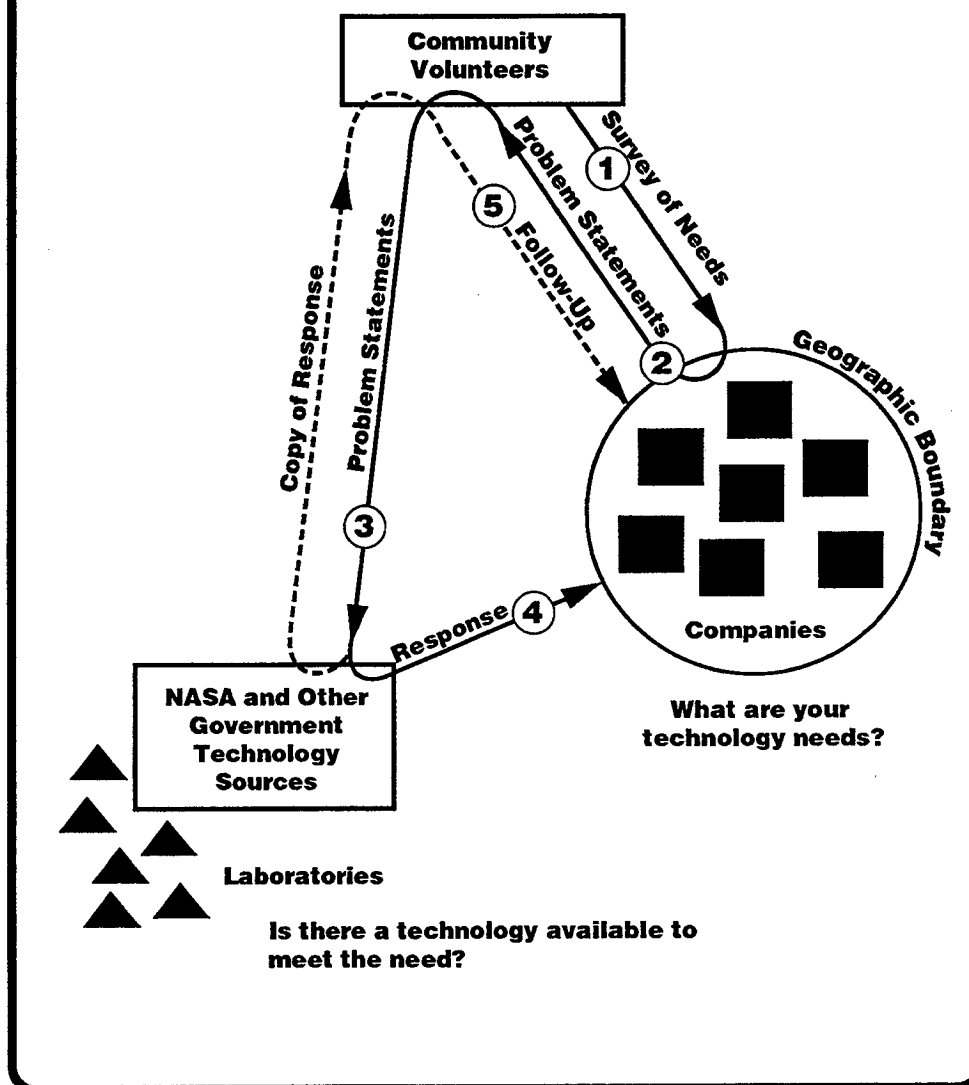 Community
Volunteers
1
Survey of Needs
Problem Statements
2
5
Follow-Up
Copy of Response
Problem Statements
3
Geographic Boundary
Response
4
Companies
NASA and Other
Government
Technology
Sources
What are your
technology needs?
Laboratories
Is there a technology available to
meet the need?